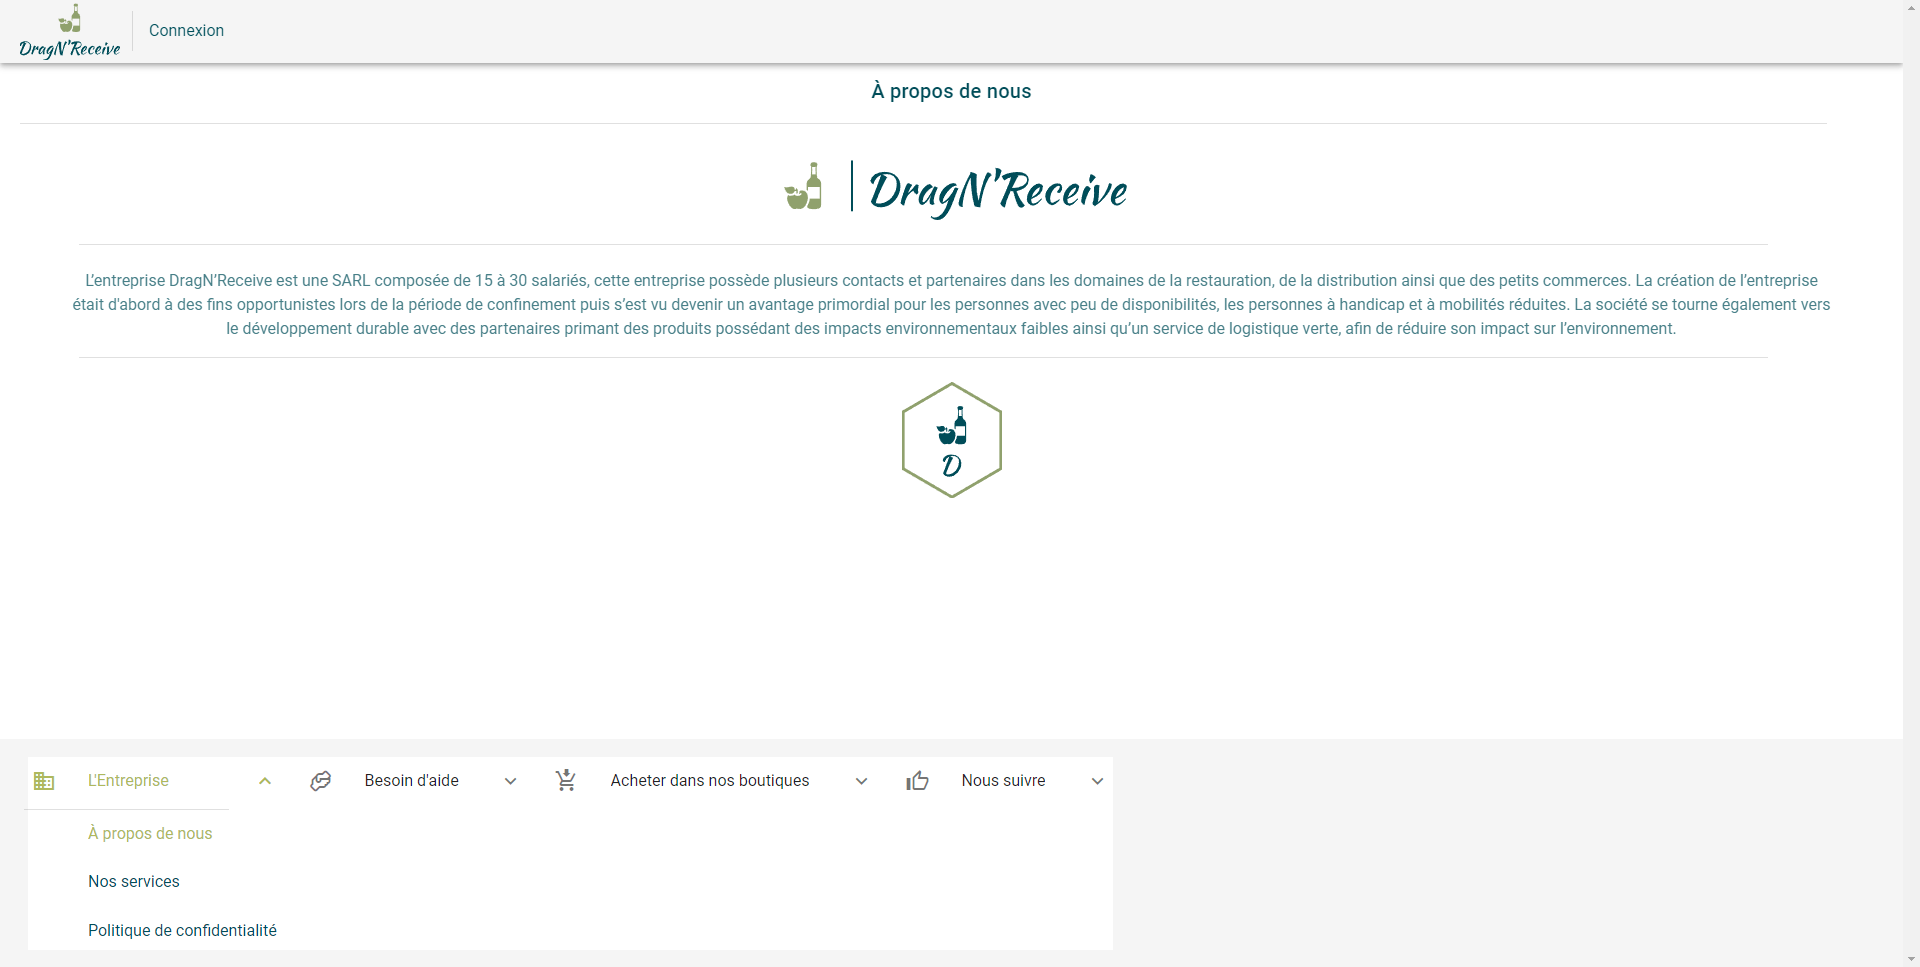 DragN'Receive
Connexion
À propos de nous
DragN'Receive
L’entreprise DragN’Receive est une SARL composée de 15 à 30 salariés, cette entreprise possède plusieurs contacts et partenaires dans les domaines de la restauration, de la distribution ainsi que des petits commerces. La création de l’entreprise
était d'abord à des fins opportunistes lors de la période de confinement puis s’est vu devenir un avantage primordial pour les personnes avec peu de disponibilités, les personnes à handicap et à mobilités réduites. La société se tourne également vers
le développement durable avec des partenaires primant des produits possédant des impacts environnementaux faibles ainsi qu’un service de logistique verte, afin de réduire son impact sur l’environnement.
D
L'Entreprise
Besoin d'aide
Acheter dans nos boutiques
Nous suivre
À propos de nous
Nos services
Politique de confidentialité